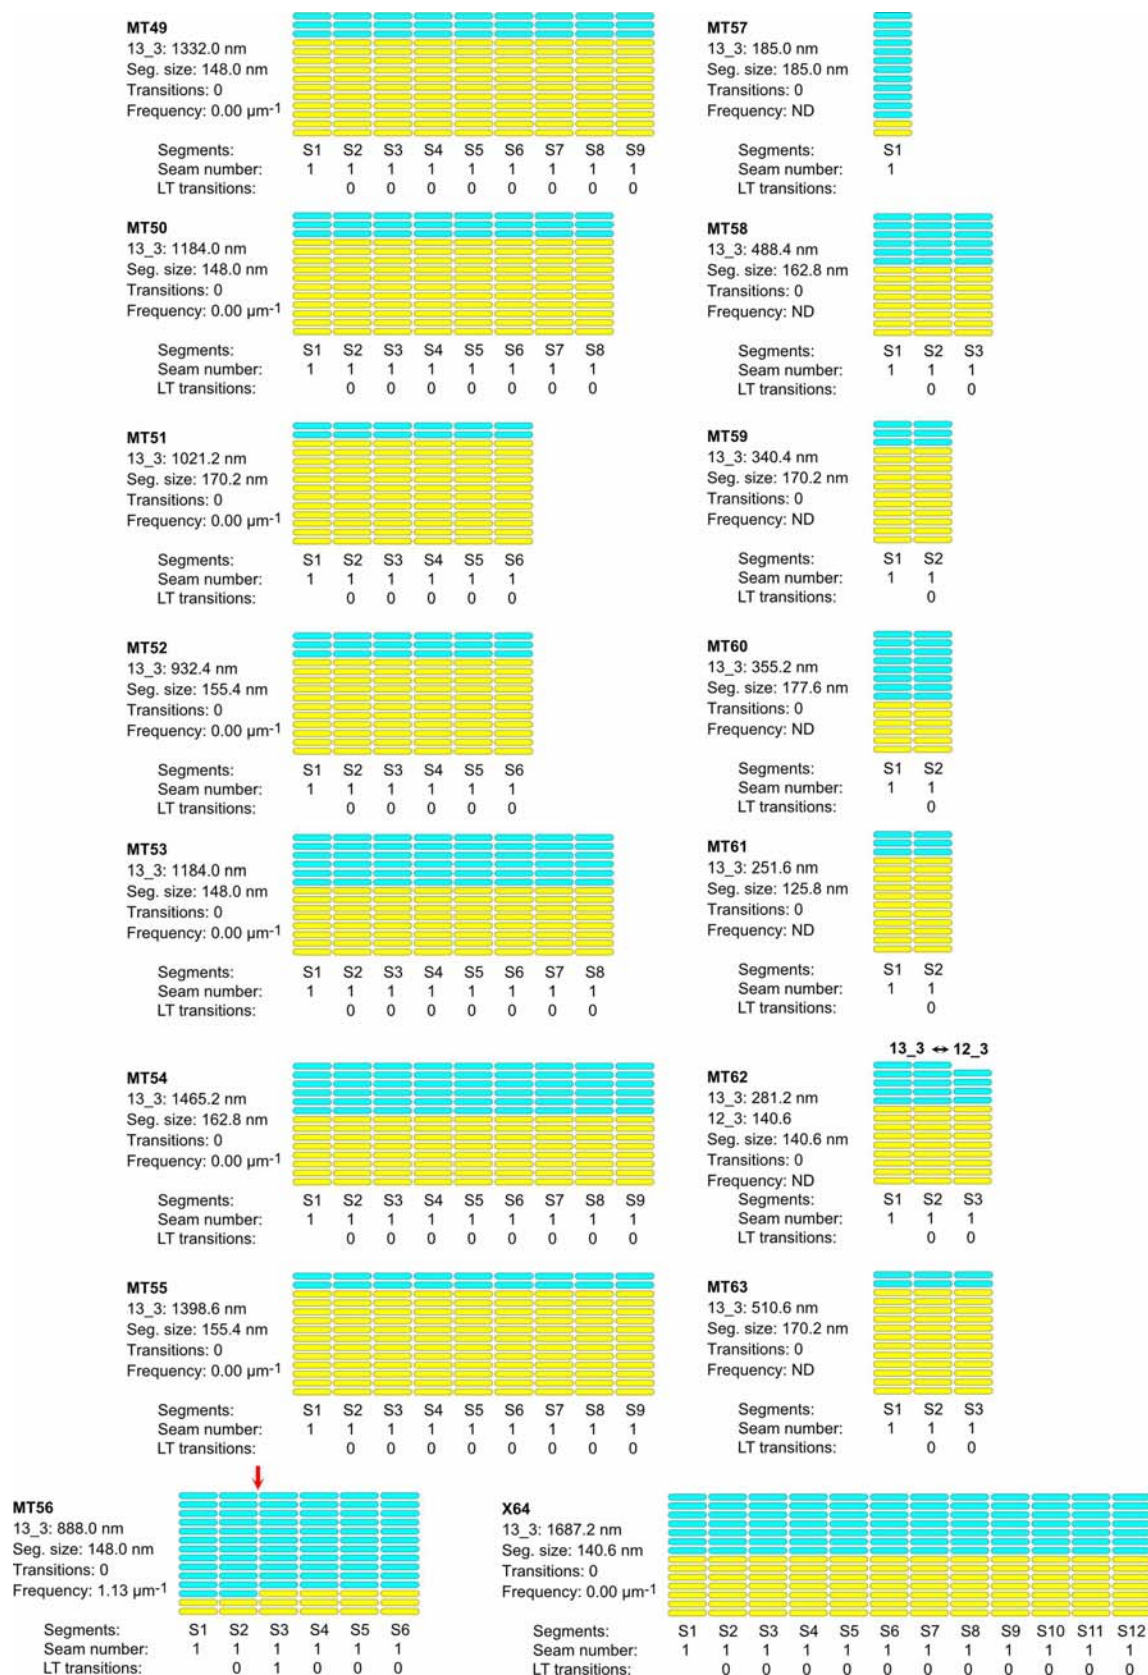 MT49
13_3: 1332.0 nm
Seg. size: 148.0 nm
Transitions: 0
Frequency: 0.00 µm-1
Segments: S1 S2 S3 S4 S5 S6 S7 S8 S9
Seam number: 1 1 1 1 1 1 1 1 1
LT transitions: 0 0 0 0 0 0 0 0
MT57
13_3: 185.0 nm
Seg. size: 185.0 nm
Transitions: 0
Frequency: ND
Segments: S1
Seam number: 1
LT transitions:
MT50
13_3: 1184.0 nm
Seg. size: 148.0 nm
Transitions: 0
Frequency: 0.00 µm-1
Segments: S1 S2 S3 S4 S5 S6 S7 S8
Seam number: 1 1 1 1 1 1 1 1
LT transitions: 0 0 0 0 0 0 0
MT58
13_3: 488.4 nm
Seg. size: 162.8 nm
Transitions: 0
Frequency: ND
Segments: S1 S2 S3
Seam number: 1 1 1
LT transitions: 0 0
MT51
13_3: 1021.2 nm
Seg. size: 170.2 nm
Transitions: 0
Frequency: 0.00 µm-1
Segments: S1 S2 S3 S4 S5 S6
Seam number: 1 1 1 1 1 1
LT transitions: 0 0 0 0 0
MT59
13_3: 340.4 nm
Seg. size: 170.2 nm
Transitions: 0
Frequency: ND
Segments: S1 S2
Seam number: 1 1
LT transitions: 0
MT52
13_3: 932.4 nm
Seg. size: 155.4 nm
Transitions: 0
Frequency: 0.00 µm-1
Segments: S1 S2 S3 S4 S5 S6
Seam number: 1 1 1 1 1 1
LT transitions: 0 0 0 0 0
MT60
13_3: 355.2 nm
Seg. size: 177.6 nm
Transitions: 0
Frequency: ND
Segments: S1 S2
Seam number: 1 1
LT transitions: 0
MT53
13_3: 1184.0 nm
Seg. size: 148.0 nm
Transitions: 0
Frequency: 0.00 µm-1
Segments: S1 S2 S3 S4 S5 S6 S7 S8
Seam number: 1 1 1 1 1 1 1 1
LT transitions: 0 0 0 0 0 0 0
MT61
13_3: 251.6 nm
Seg. size: 125.8 nm
Transitions: 0
Frequency: ND
Segments: S1 S2
Seam number: 1 1
LT transitions: 0
MT54
13_3: 1465.2 nm
Seg. size: 162.8 nm
Transitions: 0
Frequency: 0.00 µm-1
Segments: S1 S2 S3 S4 S5 S6 S7 S8 S9
Seam number: 1 1 1 1 1 1 1 1 1
LT transitions: 0 0 0 0 0 0 0 0
13_3 ↔ 12_3
MT62
13_3: 281.2 nm
12_3: 140.6
Seg. size: 140.6 nm
Transitions: 0
Frequency: ND
Segments: S1 S2 S3
Seam number: 1 1 1
LT transitions: 0 0
MT55
13_3: 1398.6 nm
Seg. size: 155.4 nm
Transitions: 0
Frequency: 0.00 µm-1
Segments: S1 S2 S3 S4 S5 S6 S7 S8 S9
Seam number: 1 1 1 1 1 1 1 1 1
LT transitions: 0 0 0 0 0 0 0 0
MT63
13_3: 510.6 nm
Seg. size: 170.2 nm
Transitions: 0
Frequency: ND
Segments: S1 S2 S3
Seam number: 1 1 1
LT transitions: 0 0
MT56
13_3: 888.0 nm
Seg. size: 148.0 nm
Transitions: 0
Frequency: 1.13 µm-1
Segments: S1 S2 S3 S4 S5 S6
Seam number: 1 1 1 1 1 1
LT transitions: 0 1 0 0 0
X64
13_3: 1687.2 nm
Seg. size: 140.6 nm
Transitions: 0
Frequency: 0.00 µm-1
Segments: S1 S2 S3 S4 S5 S6 S7 S8 S9 S10 S11 S12
Seam number: 1 1 1 1 1 1 1 1 1 1 1 1
LT transitions: 0 0 0 0 0 0 0 0 0 0 0